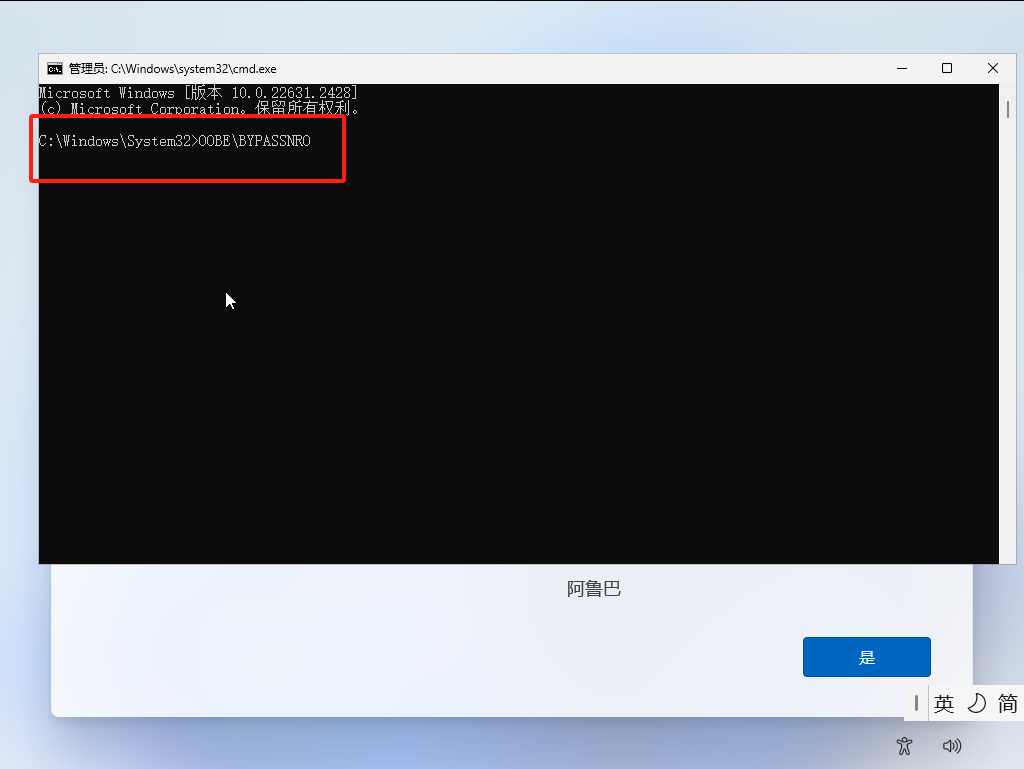 管理员: C:\Windows\system32\cmd.exe
Microsoft Windows [版本 10.0.22631.2428]
(c) Microsoft Corporation。保留所有权利。
C:\Windows\System32>OOBE\BYPASSNRO
阿鲁巴
是
英 简